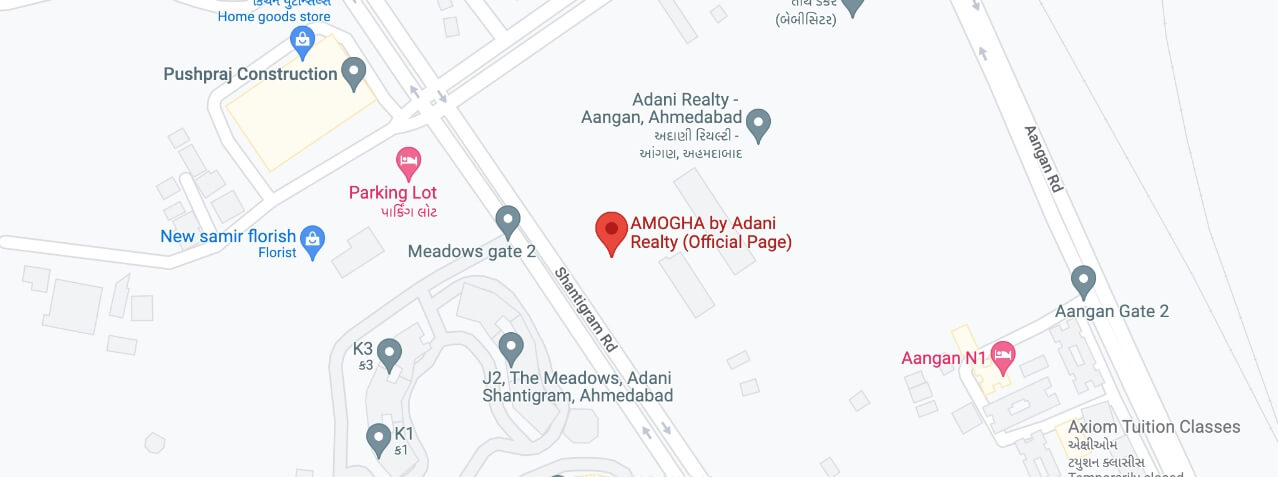 કિચન યુટેન્સિલ્સ
Home goods store
Pushpraj Construction
(બેબીસિટર)
Adani Realty -
Aangan, Ahmedabad
અદાણી રિયલ્ટી -
આંગણ, અહમદાબાદ
Aangan Rd
Parking Lot
પાર્કિંગ લોટ
New samir florish
Florist
Meadows gate 2
AMOGHA by Adani
Realty (Official Page)
Shantigram Rd
Aangan Gate 2
K3
ક3
J2, The Meadows, Adani
Shantigram, Ahmedabad
Aangan N1
K1
ક1
Axiom Tuition Classes
એક્ષીઓમ
ટ્યુશન ક્લાસીસ
Temporarily closed